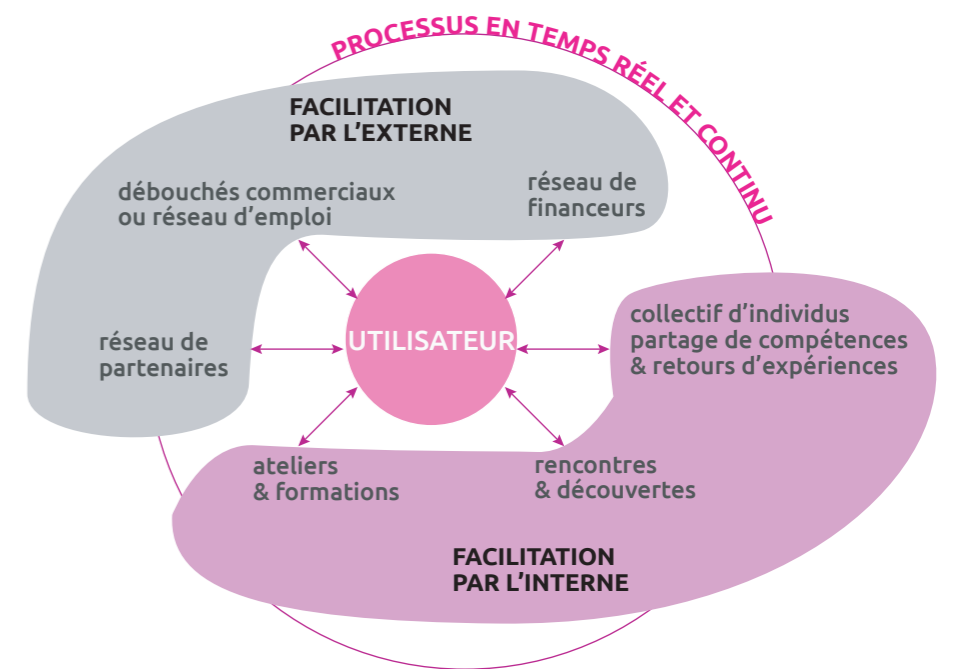 PROCESSUS EN TEMPS RÉEL ET CONTINU
FACILITATION
PAR L’EXTERNE
débouchés commerciaux
ou réseau d’emploi
réseau de
financeurs
réseau de
partenaires
UTILISATEUR
collectif d’individus
partage de compétences
& retours d’expériences
ateliers
& formations
rencontres
& découvertes
FACILITATION
PAR L’INTERNE